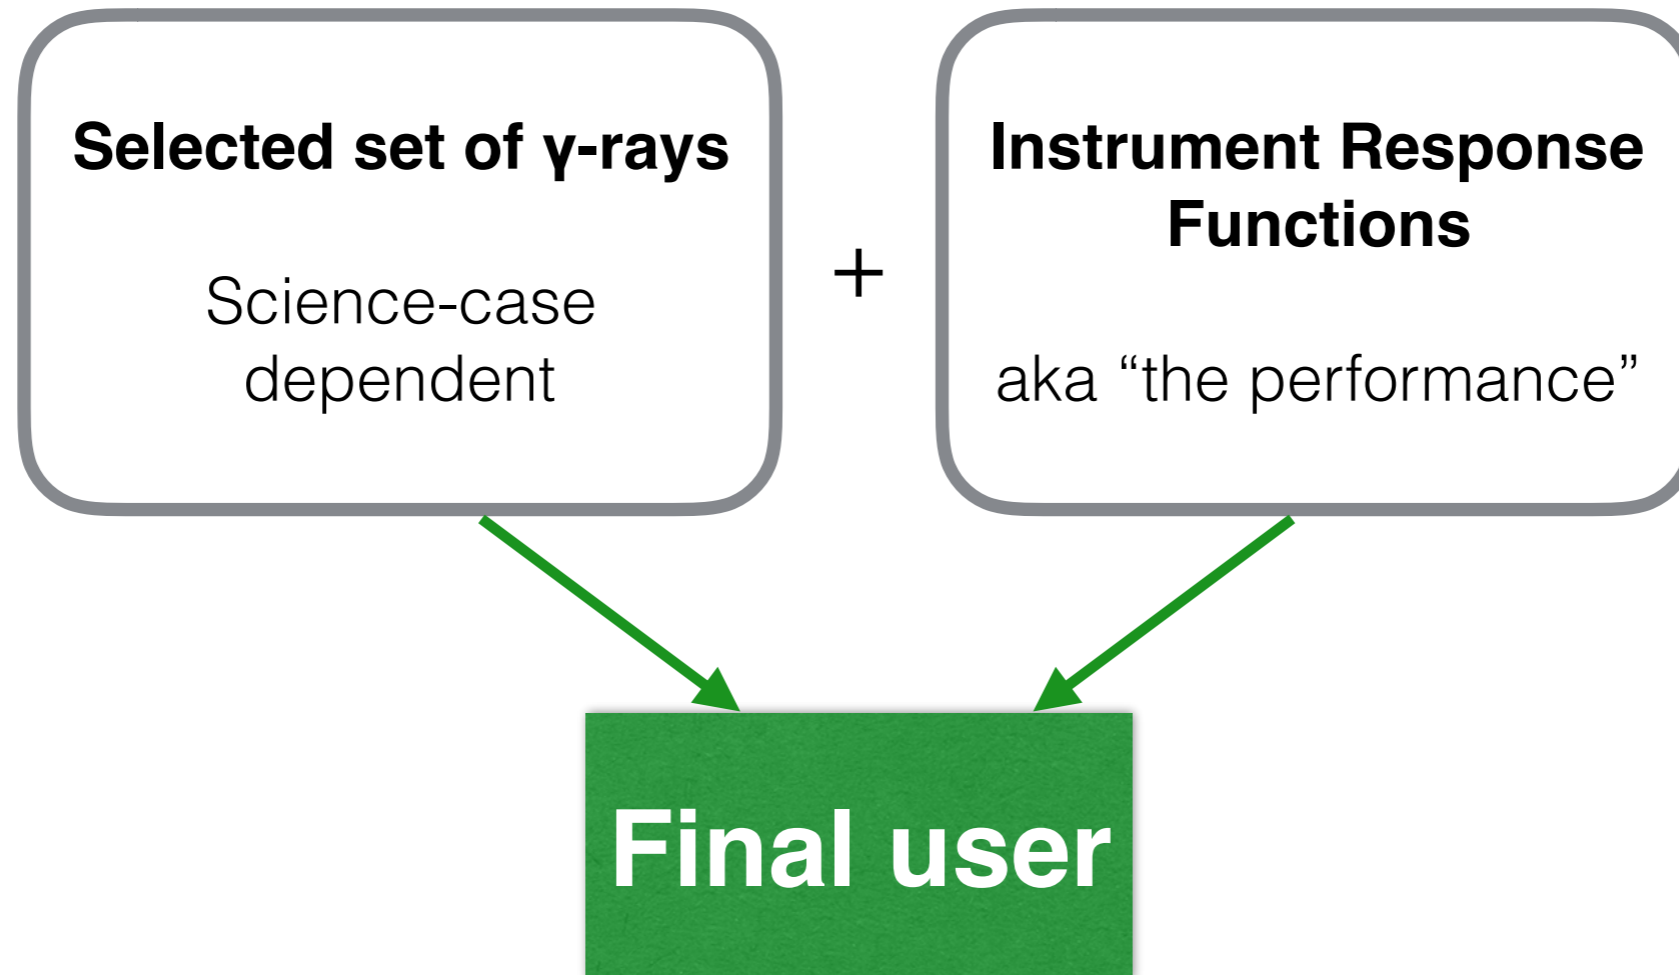 Selected set of γ-rays
Science-case
dependent
+
Instrument Response
Functions
aka “the performance”
Final user